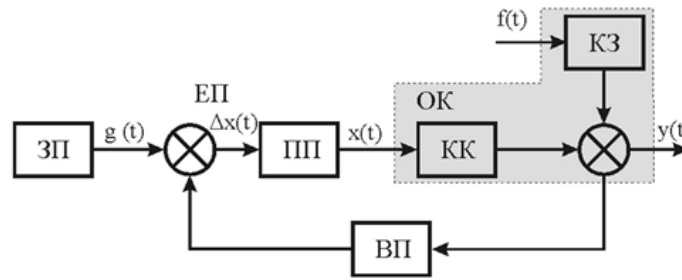 f(t)
КЗ
ЕП
ОК
g (t)
Δx(t)
x(t)
y(t
ЗП
ПП
КК
ВП